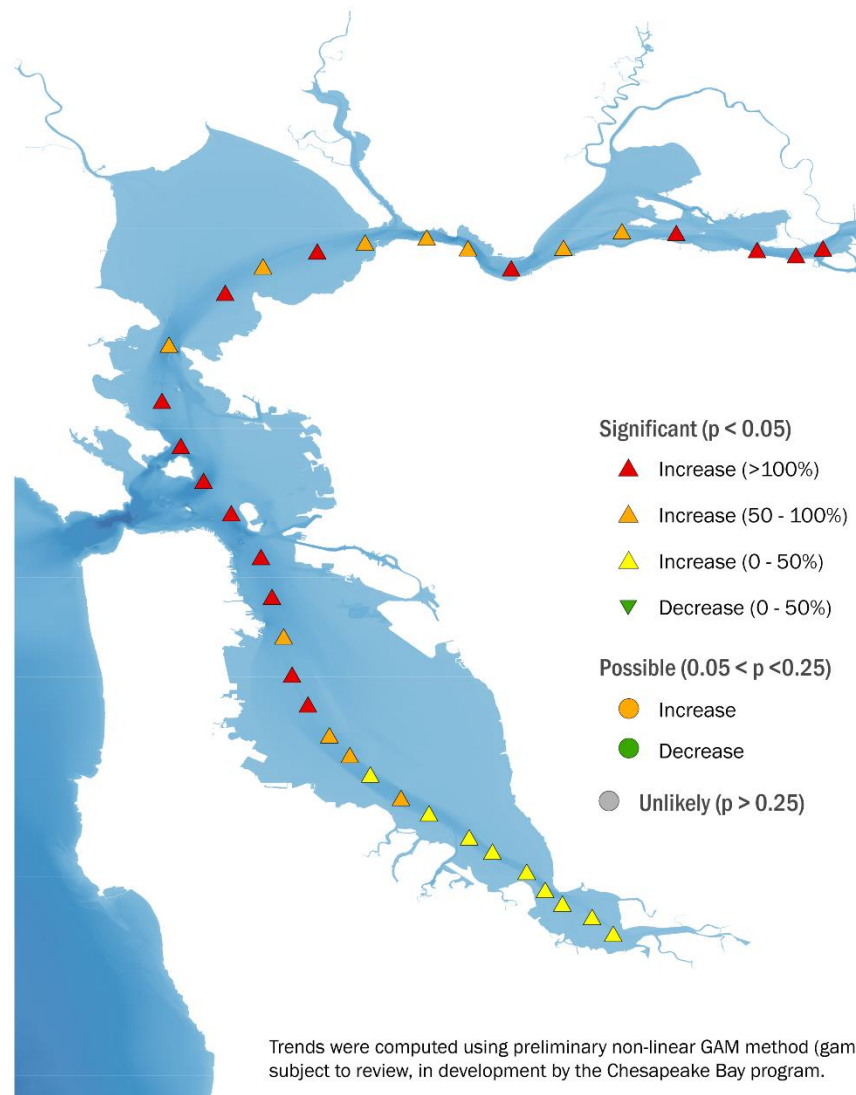 Significant (p < 0.05)
Increase (>100%)
Increase (50 - 100%)
Increase (0 - 50%)
Decrease (0 - 50%)
Possible (0.05 < p <0.25)
Increase
Decrease
Unlikely (p > 0.25)
Trends were computed using preliminary non-linear GAM method (gam
subject to review, in development by the Chesapeake Bay program.